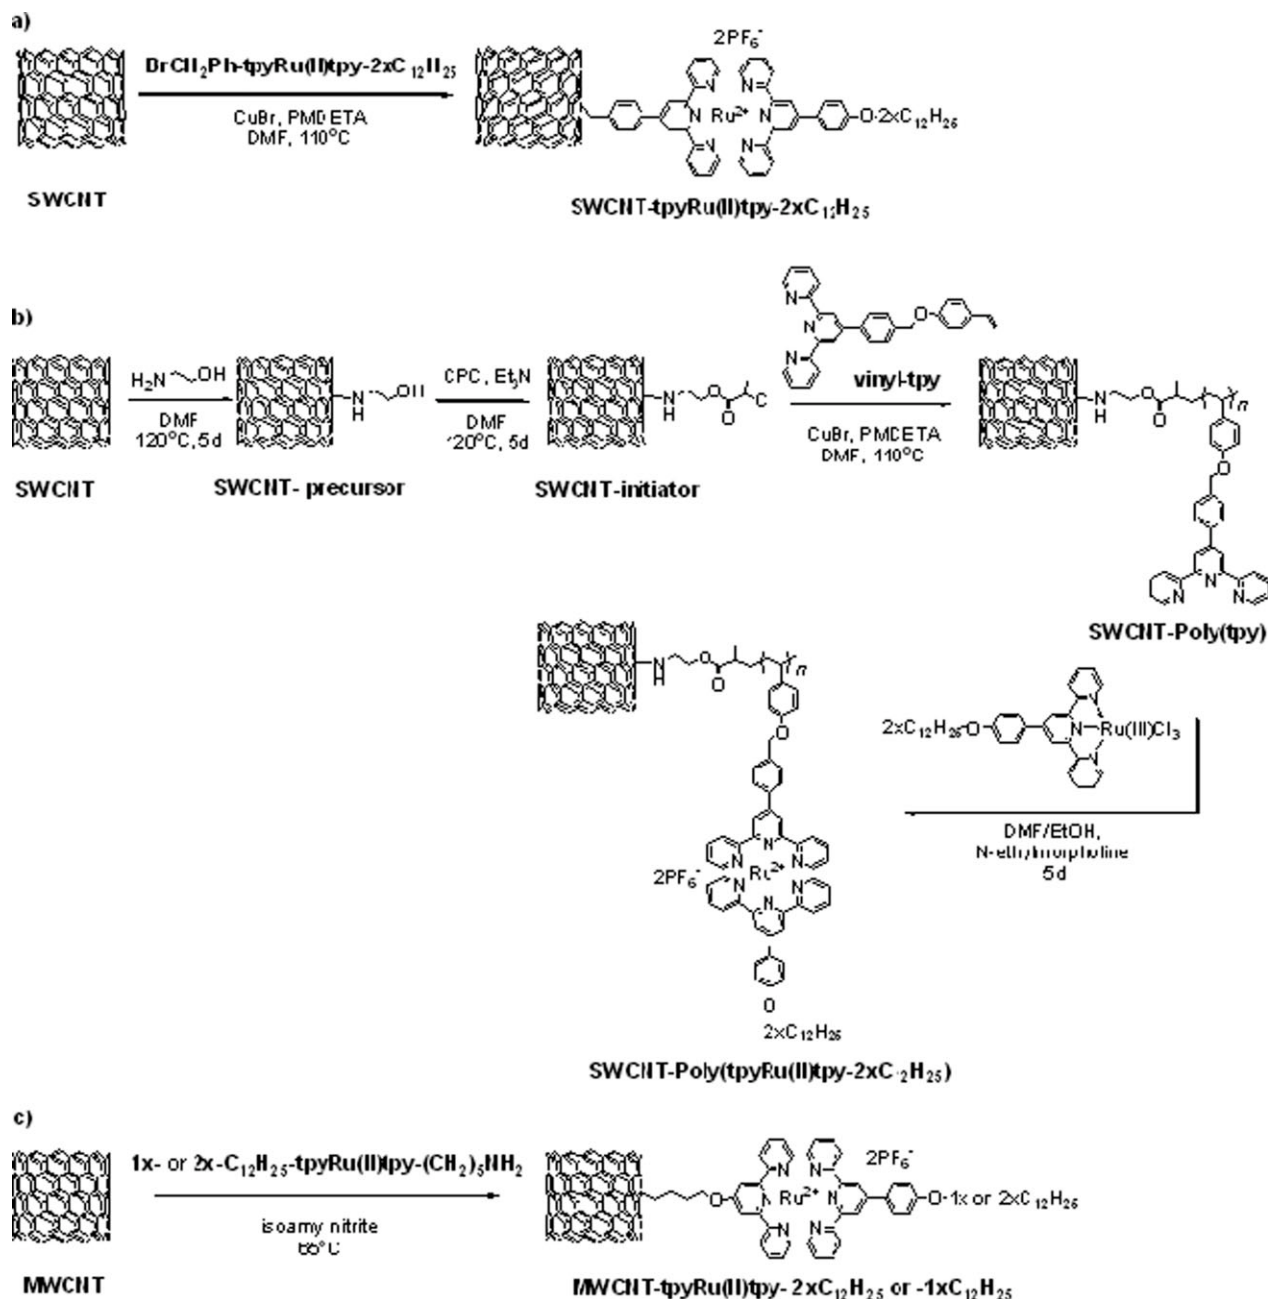 a)
BrCH2Ph-tpyRu(II)tpy-2xC12H25
CuBr, PMDETA
DMF, 110°C
SWCNT
2PF6-
N
N
N
Ru2+
N
N
N
O-2xC12H25
SWCNT-tpyRu(II)tpy-2xC12H25
b)
H2N
OH
DMF
120°C, 5d
SWCNT
N
H
OH
SWCNT- precursor
CPC, Et3N
DMF
120°C, 5d
N
H
O
O
C
SWCNT-initiator
N
N
N
O
vinyl-tpy
CuBr, PMDETA
DMF, 110°C
N
H
O
O
n
O
N
N
N
SWCNT-Poly(tpy)
2xC12H25-O
N
N
N
Ru(III)Cl3
DMF/EtOH,
N-ethylmorpholine
5d
N
H
O
O
n
O
N
N
N
2PF6-
Ru2+
N
N
N
O
2xC12H25
SWCNT-Poly(tpyRu(II)tpy-2xC12H25)
c)
1x- or 2x-C12H25-tpyRu(II)tpy-(CH2)5NH2
isoamy nitrite
65°C
MWCNT
2PF6-
O
N
N
N
Ru2+
N
N
N
O-1x or 2xC12H25
MWCNT-tpyRu(II)tpy- 2xC12H25 or -1xC12H25